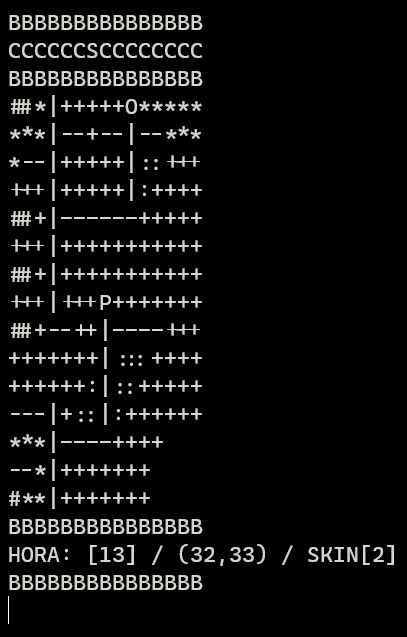 BBBBBBBBBBBBBBB
CCCCCCSCCCCCCCC
BBBBBBBBBBBBBBB
##*|+++++O*****
***|--+--|--***
*--|+++++|::+++
+++|+++++|:++++
##+|------+++++
+++|+++++++++++
##+|+++++++++++
+++|+++P+++++++
##+--++|----+++
+++++++|:::++++
++++++:|::+++++
---|+::|:++++++
***|----++++
--*|+++++++
#**|+++++++
BBBBBBBBBBBBBBB
HORA: [13] / (32,33) / SKIN[2]
BBBBBBBBBBBBBBB